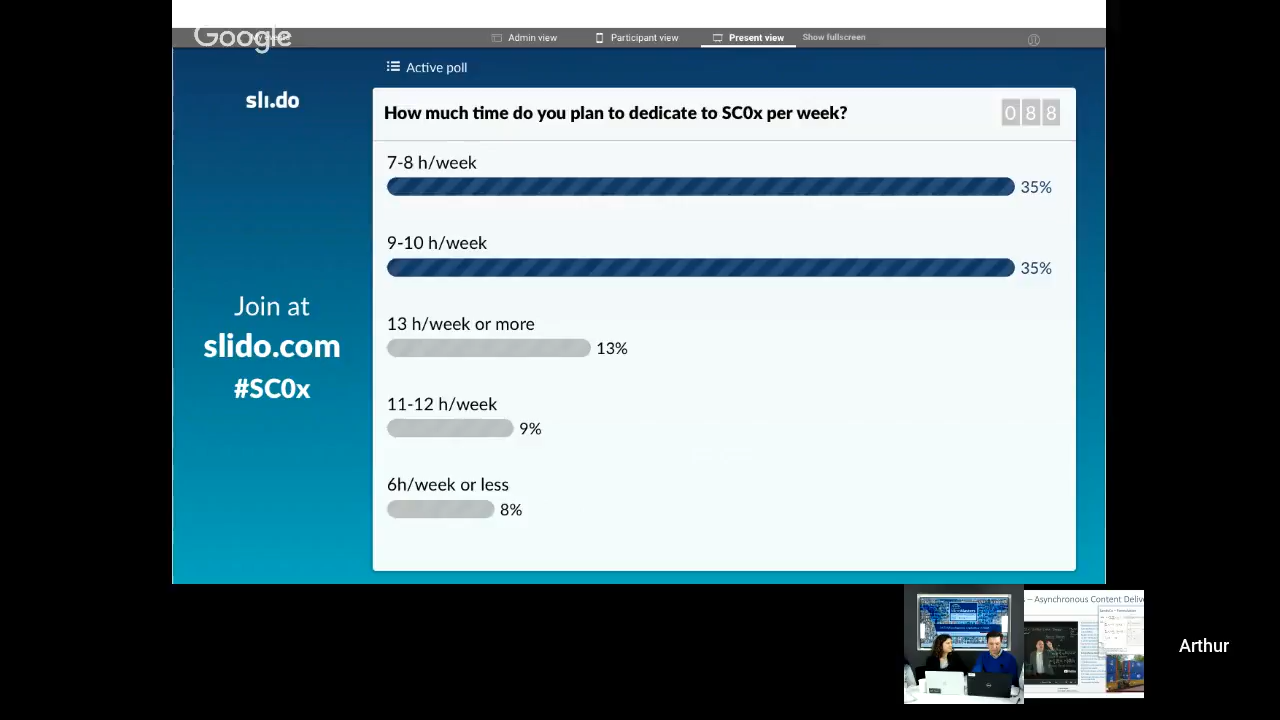 Google
Admin view
Participant view
Present view
Show fullscreen
Active poll
sli.do
How much time do you plan to dedicate to SC0x per week?
088
7-8 h/week
35%
9-10 h/week
35%
Join at
slido.com
#SC0x
13 h/week or more
13%
11-12 h/week
9%
6h/week or less
8%
– Asynchronous Content Delive
Arthur